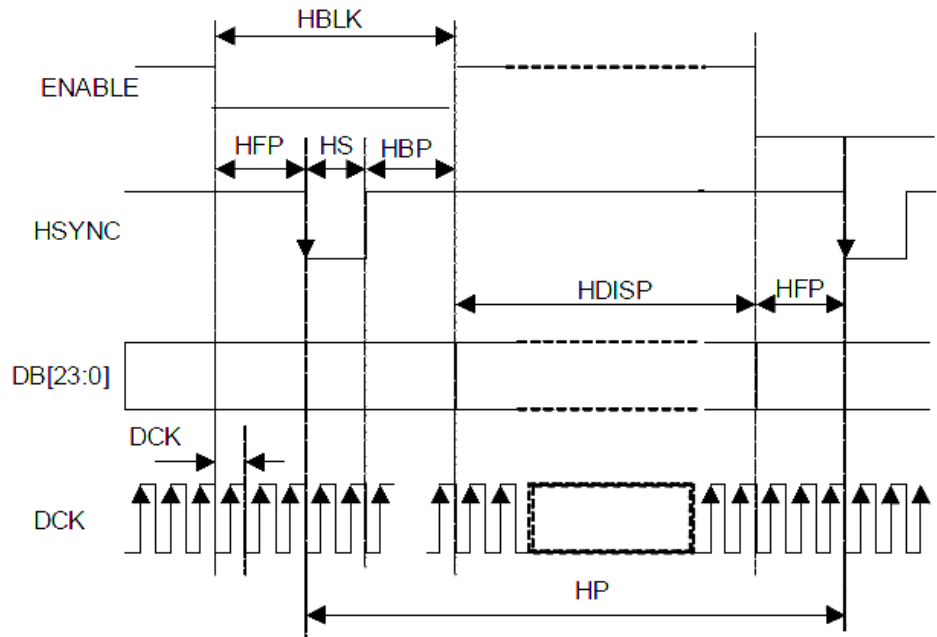 HBLK
ENABLE
HFP HS HBP
HSYNC
HDISP HFP
DB[23:0]
DCK
DCK
HP